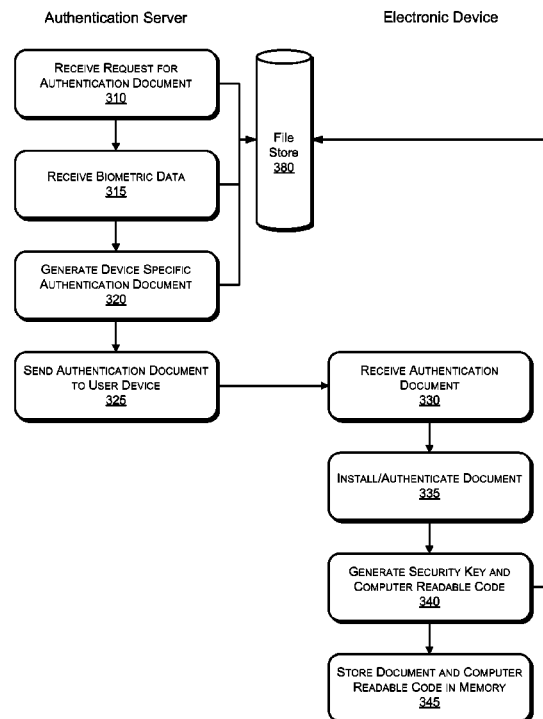 Authentication Server
Electronic Device
RECEIVE REQUEST FOR
AUTHENTICATION DOCUMENT
310
FILE
STORE
380
RECEIVE BIOMETRIC DATA
315
GENERATE DEVICE SPECIFIC
AUTHENTICATION DOCUMENT
320
SEND AUTHENTICATION DOCUMENT
TO USER DEVICE
325
RECEIVE AUTHENTICATION
DOCUMENT
330
INSTALL/AUTHENTICATE DOCUMENT
335
GENERATE SECURITY KEY AND
COMPUTER READABLE CODE
340
STORE DOCUMENT AND COMPUTER
READABLE CODE IN MEMORY
345